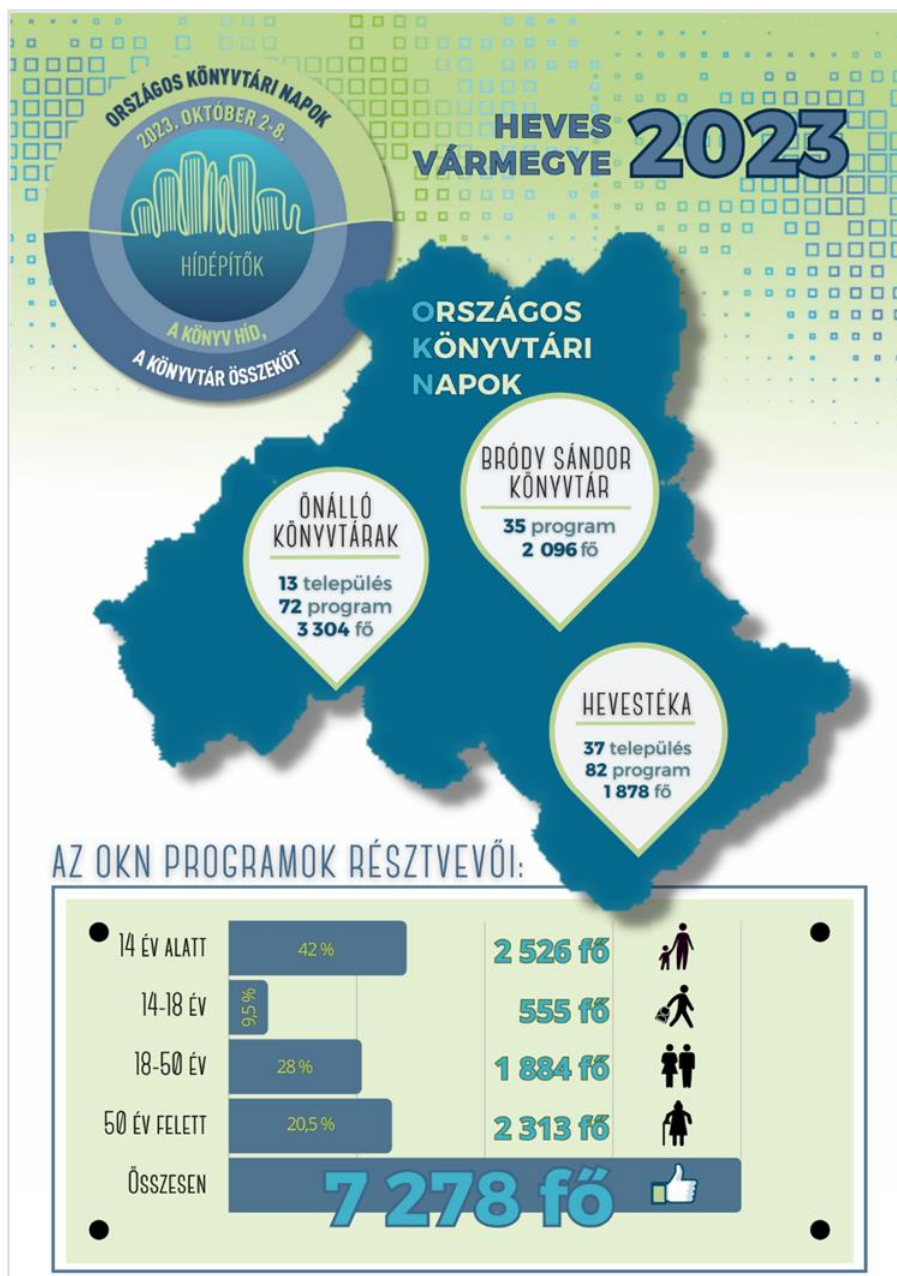 ORSZÁGOS KÖNYVTÁRI NAPOK
2023. OKTÓBER 2-8.
HÍDÉPÍTŐK
A KÖNYV HÍD,
A KÖNYVTÁR ÖSSZEKÖT
HEVES
VÁRMEGYE 2023
ORSZÁGOS
KÖNYVTÁRI
NAPOK
BRÓDY SÁNDOR
KÖNYVTÁR
35 program
2 096 fő
ÖNÁLLÓ
KÖNYVTÁRAK
13 település
72 program
3 304 fő
HEVESTÉKA
37 település
82 program
1 878 fő
AZ OKN PROGRAMOK RÉSZTVEVŐI:
14 ÉV ALATT 42 % 2 526 fő
14-18 ÉV 9,5 % 555 fő
18-50 ÉV 28 % 1 884 fő
50 ÉV FELETT 20,5 % 2 313 fő
ÖSSZESEN 7 278 fő